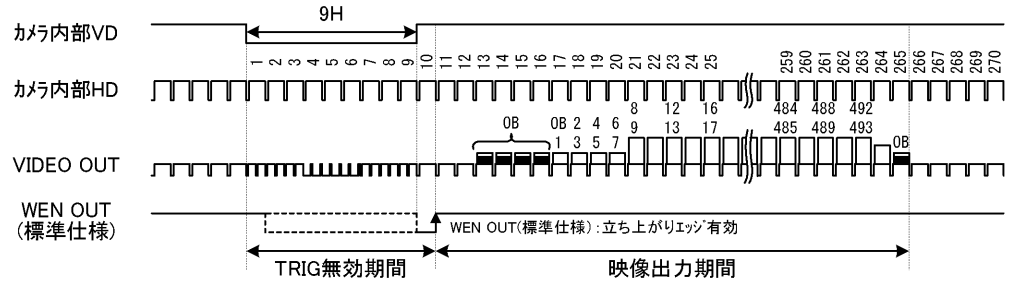 9H
カメラ内部VD
1 2 3 4 5 6 7 8 9 10 11 12 13 14 15 16 17 18 19 20 21 22 23 24 25 259 260 261 262 263 264 265 266 267 268 269 270
カメラ内部HD
8 12 16 484 488 492
OB OB 2 4 6 9 13 17 485 489 493
1 3 5 7 OB
VIDEO OUT
WEN OUT
(標準仕様)
WEN OUT(標準仕様):立ち上がりエッジ有効
TRIG無効期間
映像出力期間